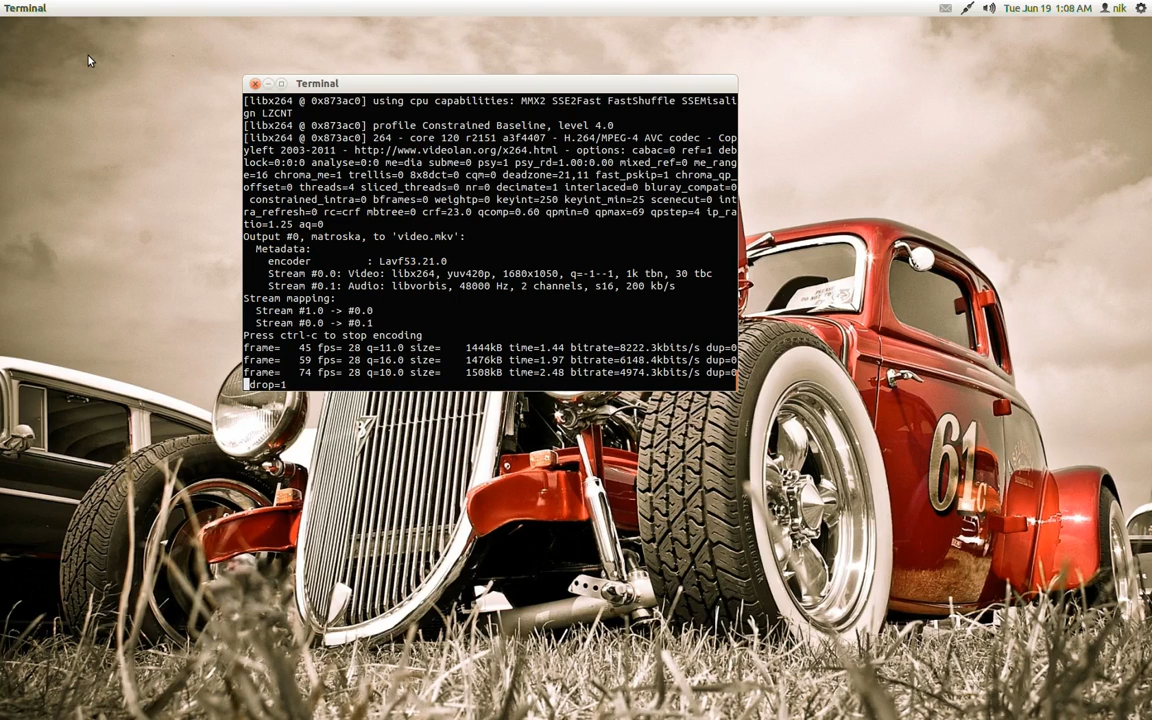 Terminal
Tue Jun 19 1:08 AM
nik
Terminal
[libx264 @ 0x873ac0] using cpu capabilities: MMX2 SSE2Fast FastShuffle SSEMisali
gn LZCNT
[libx264 @ 0x873ac0] profile Constrained Baseline, level 4.0
[libx264 @ 0x873ac0] 264 - core 120 r2151 a3f4407 - H.264/MPEG-4 AVC codec - Cop
yleft 2003-2011 - http://www.videolan.org/x264.html - options: cabac=0 ref=1 deb
lock=0:0:0 analyse=0:0 me=dia subme=0 psy=1 psy_rd=1.00:0.00 mixed_ref=0 me_rang
e=16 chroma_me=1 trellis=0 8x8dct=0 cqm=0 deadzone=21,11 fast_pskip=1 chroma_qp_
offset=0 threads=4 sliced_threads=0 nr=0 decimate=1 interlaced=0 bluray_compat=0
constrained_intra=0 bframes=0 weightp=0 keyint=250 keyint_min=25 scenecut=0 int
ra_refresh=0 rc=crf mbtree=0 crf=23.0 qcomp=0.60 qpmin=0 qpmax=69 qpstep=4 ip_ra
tio=1.25 aq=0
Output #0, matroska, to 'video.mkv':
Metadata:
encoder : Lavf53.21.0
Stream #0.0: Video: libx264, yuv420p, 1680x1050, q=-1--1, 1k tbn, 30 tbc
Stream #0.1: Audio: libvorbis, 48000 Hz, 2 channels, s16, 200 kb/s
Stream mapping:
Stream #1.0 -> #0.0
Stream #0.0 -> #0.1
Press ctrl-c to stop encoding
frame= 45 fps= 28 q=11.0 size= 1444kB time=1.44 bitrate=8222.3kbits/s dup=0
frame= 59 fps= 28 q=16.0 size= 1476kB time=1.97 bitrate=6148.4kbits/s dup=0
frame= 74 fps= 28 q=10.0 size= 1508kB time=2.48 bitrate=4974.3kbits/s dup=0
drop=1
61